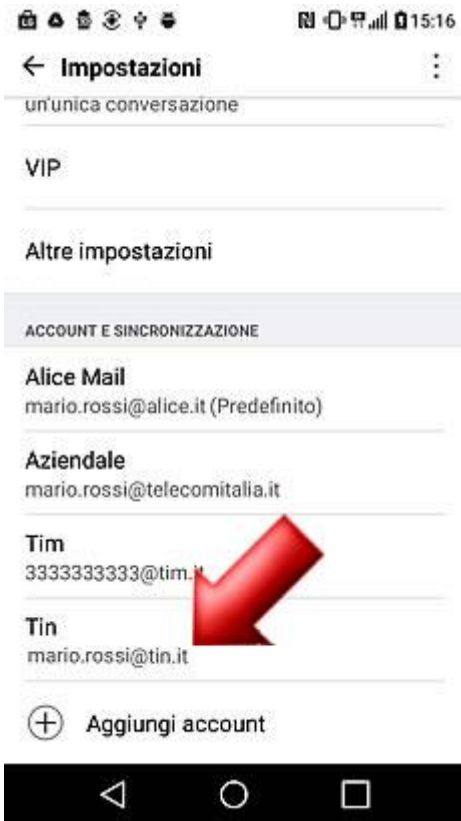 15:16
Impostazioni
un'unica conversazione
VIP
Altre impostazioni
ACCOUNT E SINCRONIZZAZIONE
Alice Mail
mario.rossi@alice.it (Predefinito)
Aziendale
mario.rossi@telecomitalia.it
Tim
3333333333@tim.it
Tin
mario.rossi@tin.it
Aggiungi account